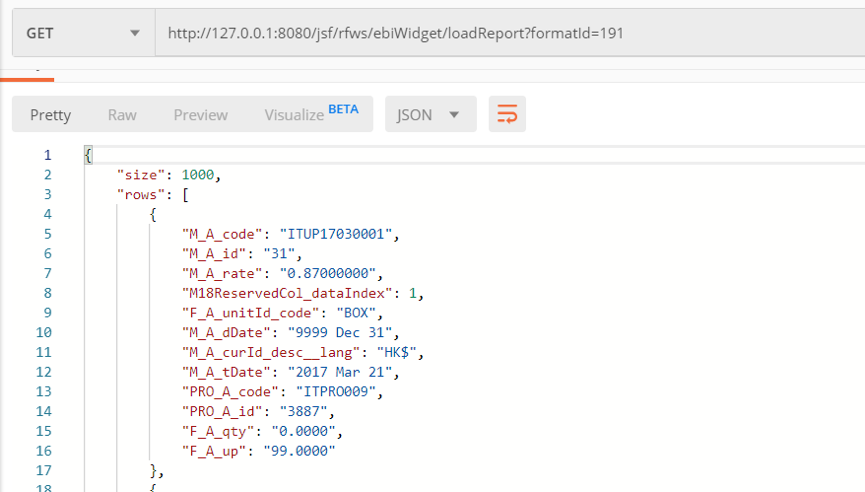 GET http://127.0.0.1:8080/jsf/rfws/ebiWidget/loadReport?formatId=191
Pretty Raw Preview Visualize BETA JSON
1 {
2 "size": 1000,
3 "rows": [
4 {
5 "M_A_code": "ITUP17030001",
6 "M_A_id": "31",
7 "M_A_rate": "0.87000000",
8 "M18ReservedCol_dataIndex": 1,
9 "F_A_unitId_code": "BOX",
10 "M_A_dDate": "9999 Dec 31",
11 "M_A_curId_desc__lang": "HK$",
12 "M_A_tDate": "2017 Mar 21",
13 "PRO_A_code": "ITPRO009",
14 "PRO_A_id": "3887",
15 "F_A_qty": "0.0000",
16 "F_A_up": "99.0000"
17 },
18 {